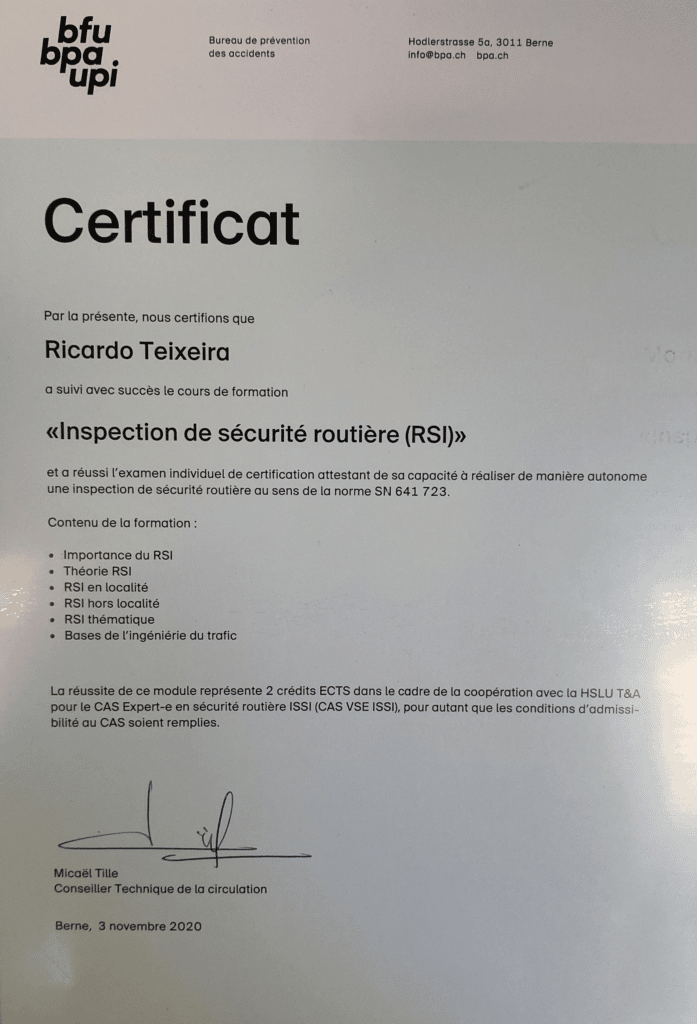 bfu
bpa
upi
Bureau de prévention
des accidents
Hodlerstrasse 5a, 3011 Berne
info@bpa.ch bpa.ch
Certificat
Par la présente, nous certifions que
Ricardo Teixeira
a suivi avec succès le cours de formation
«Inspection de sécurité routière (RSI)»
et a réussi l'examen individuel de certification attestant de sa capacité à réaliser de manière autonome
une inspection de sécurité routière au sens de la norme SN 641 723.
Contenu de la formation :
• Importance du RSI
• Théorie RSI
• RSI en localité
• RSI hors localité
• RSI thématique
• Bases de l'ingéniérie du trafic
La réussite de ce module représente 2 crédits ECTS dans le cadre de la coopération avec la HSLU T&A
pour le CAS Expert-e en sécurité routière ISSI (CAS VSE ISSI), pour autant que les conditions d'admissi-
bilité au CAS soient remplies.
Micaël Tille
Conseiller Technique de la circulation
Berne, 3 novembre 2020